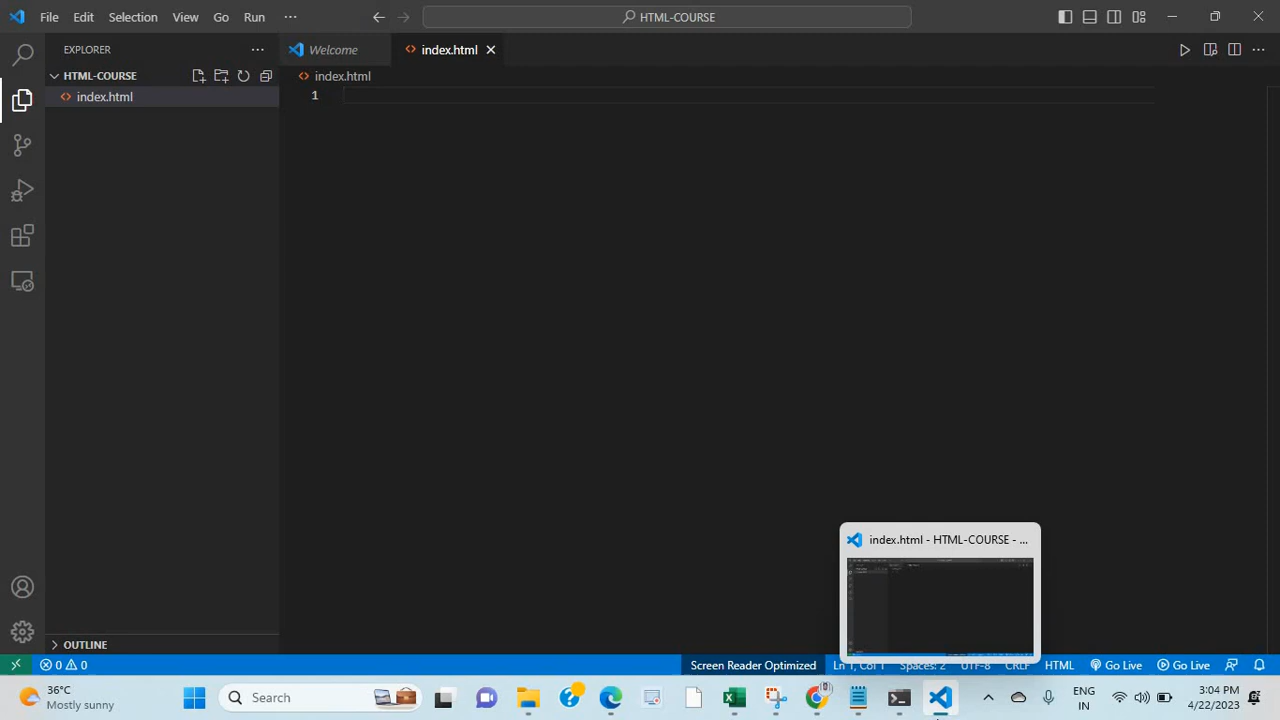 File Edit Selection View Go Run ···
HTML-COURSE
EXPLORER
Welcome
index.html
HTML-COURSE
index.html
index.html
1
OUTLINE
index.html - HTML-COURSE - ...
0 0
Screen Reader Optimized
Ln 1, Col 1
Spaces: 2
UTF-8
CRLF
HTML
Go Live
Go Live
36°C
Mostly sunny
Search
ENG
IN
3:04 PM
4/22/2023